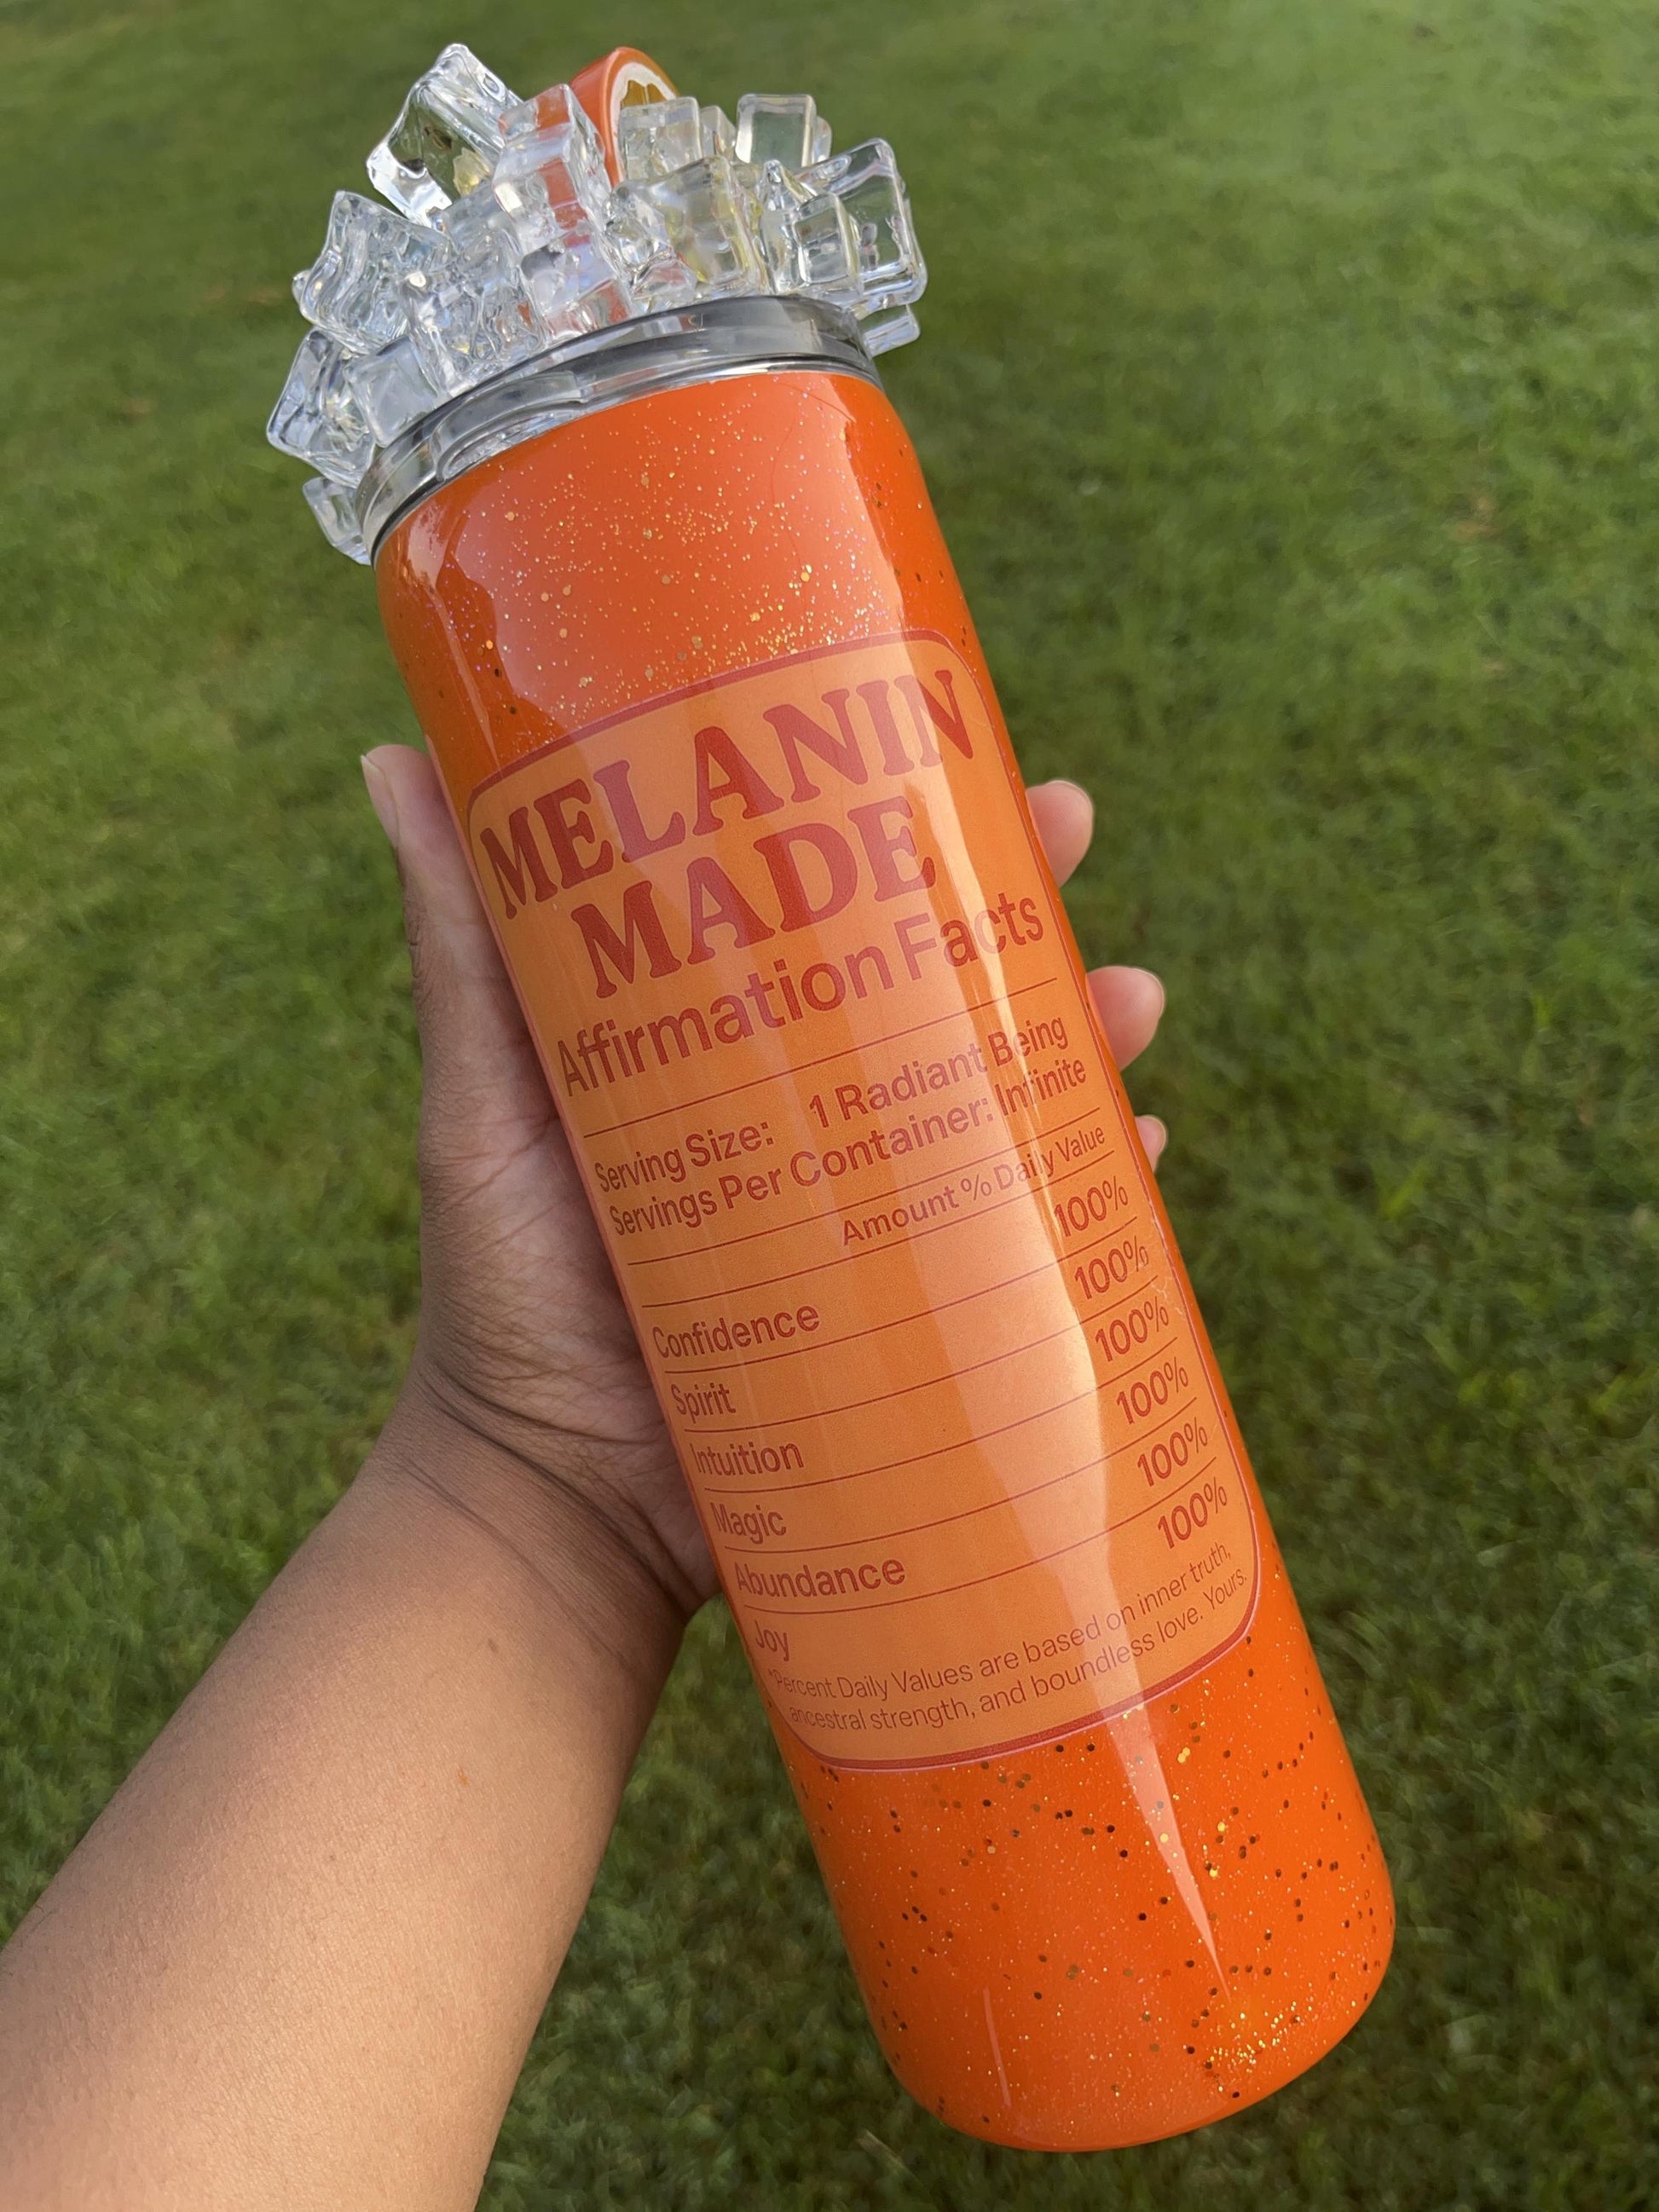 MELANIN
MADE
Affirmation Facts
Serving Size: 1 Radiant Being
Servings Per Container: Infinite
Amount % Daily Value
Confidence 100%
Spirit 100%
Intuition 100%
Magic 100%
Abundance 100%
Joy 100%
*Percent Daily Values are based on inner truth,
ancestral strength, and boundless love. Yours.